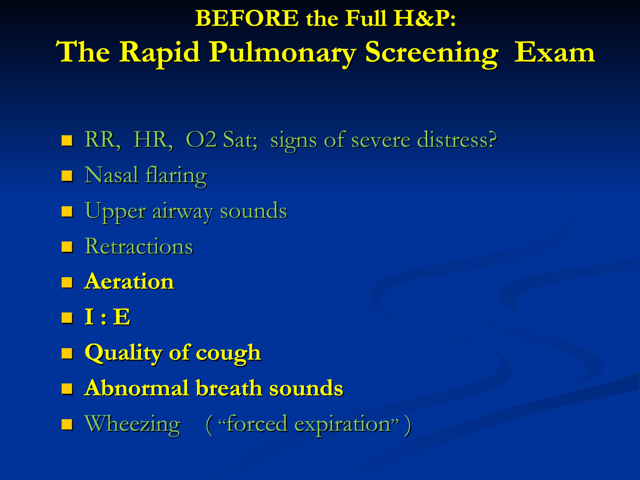 BEFORE the Full H&P:
The Rapid Pulmonary Screening Exam
RR, HR, O2 Sat; signs of severe distress?
Nasal flaring
Upper airway sounds
Retractions
Aeration
I : E
Quality of cough
Abnormal breath sounds
Wheezing ( “forced expiration” )